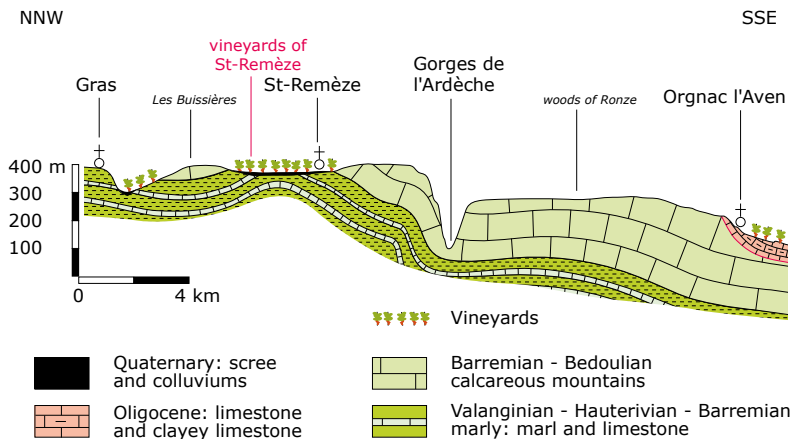 NNW
SSE
vineyards of
St-Remèze
Gorges de
l'Ardèche
Gras
Les Buissières
St-Remèze
woods of Ronze
Orgnac l'Aven
400 m
300
200
100
0
4 km
Vineyards
Quaternary: scree
and colluviums
Barremian - Bedoulian
calcareous mountains
Oligocene: limestone
and clayey limestone
Valanginian - Hauterivian - Barremian
marly: marl and limestone